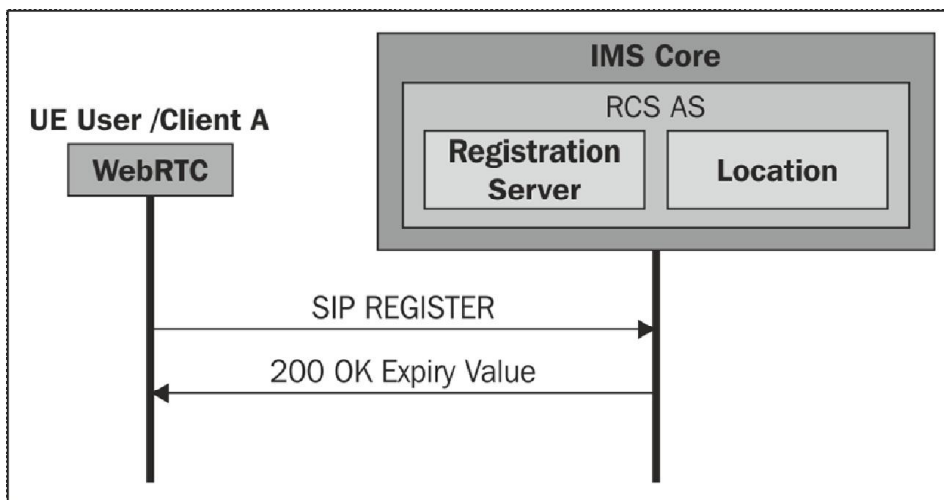 IMS Core
RCS AS
UE User /Client A
WebRTC
Registration
Server
Location
SIP REGISTER
200 OK Expiry Value